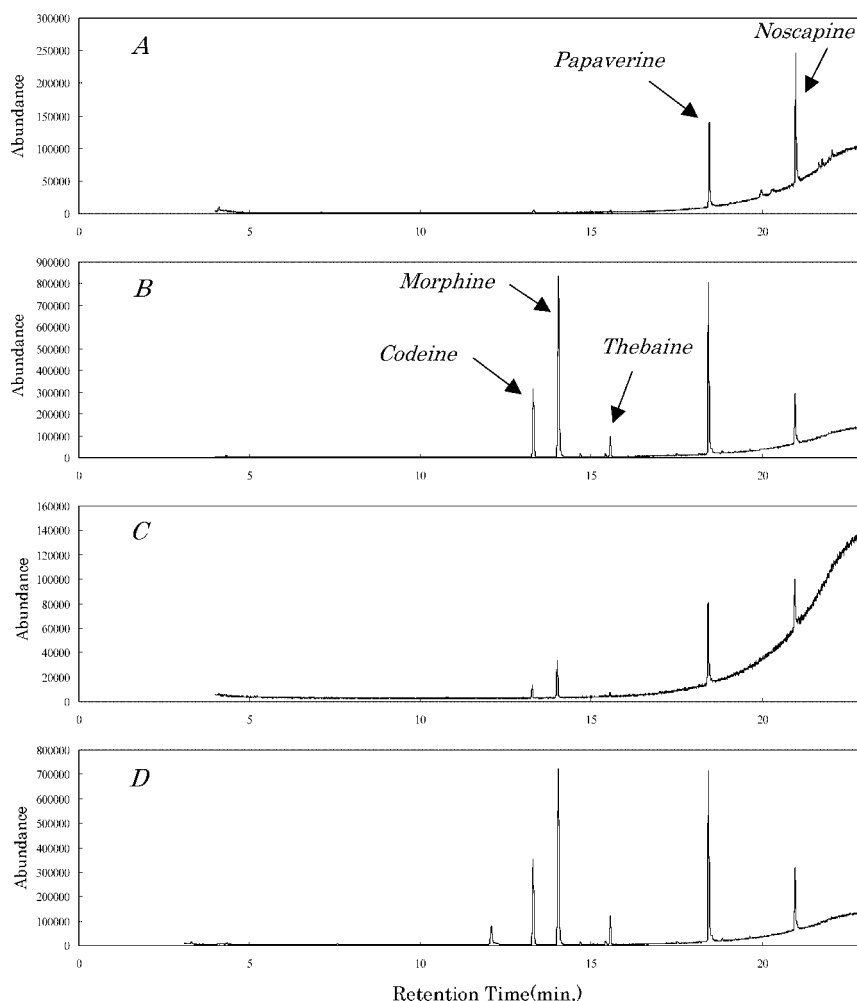 A
Abundance
300000
250000
200000
150000
100000
50000
0
Papaverine
Noscapine
0 5 10 15 20
B
Abundance
900000
800000
700000
600000
500000
400000
300000
200000
100000
0
Morphine
Codeine
Thebaine
0 5 10 15 20
C
Abundance
160000
140000
120000
100000
80000
60000
40000
20000
0
0 5 10 15 20
D
Abundance
800000
700000
600000
500000
400000
300000
200000
100000
0
0 5 10 15 20
Retention Time(min.)